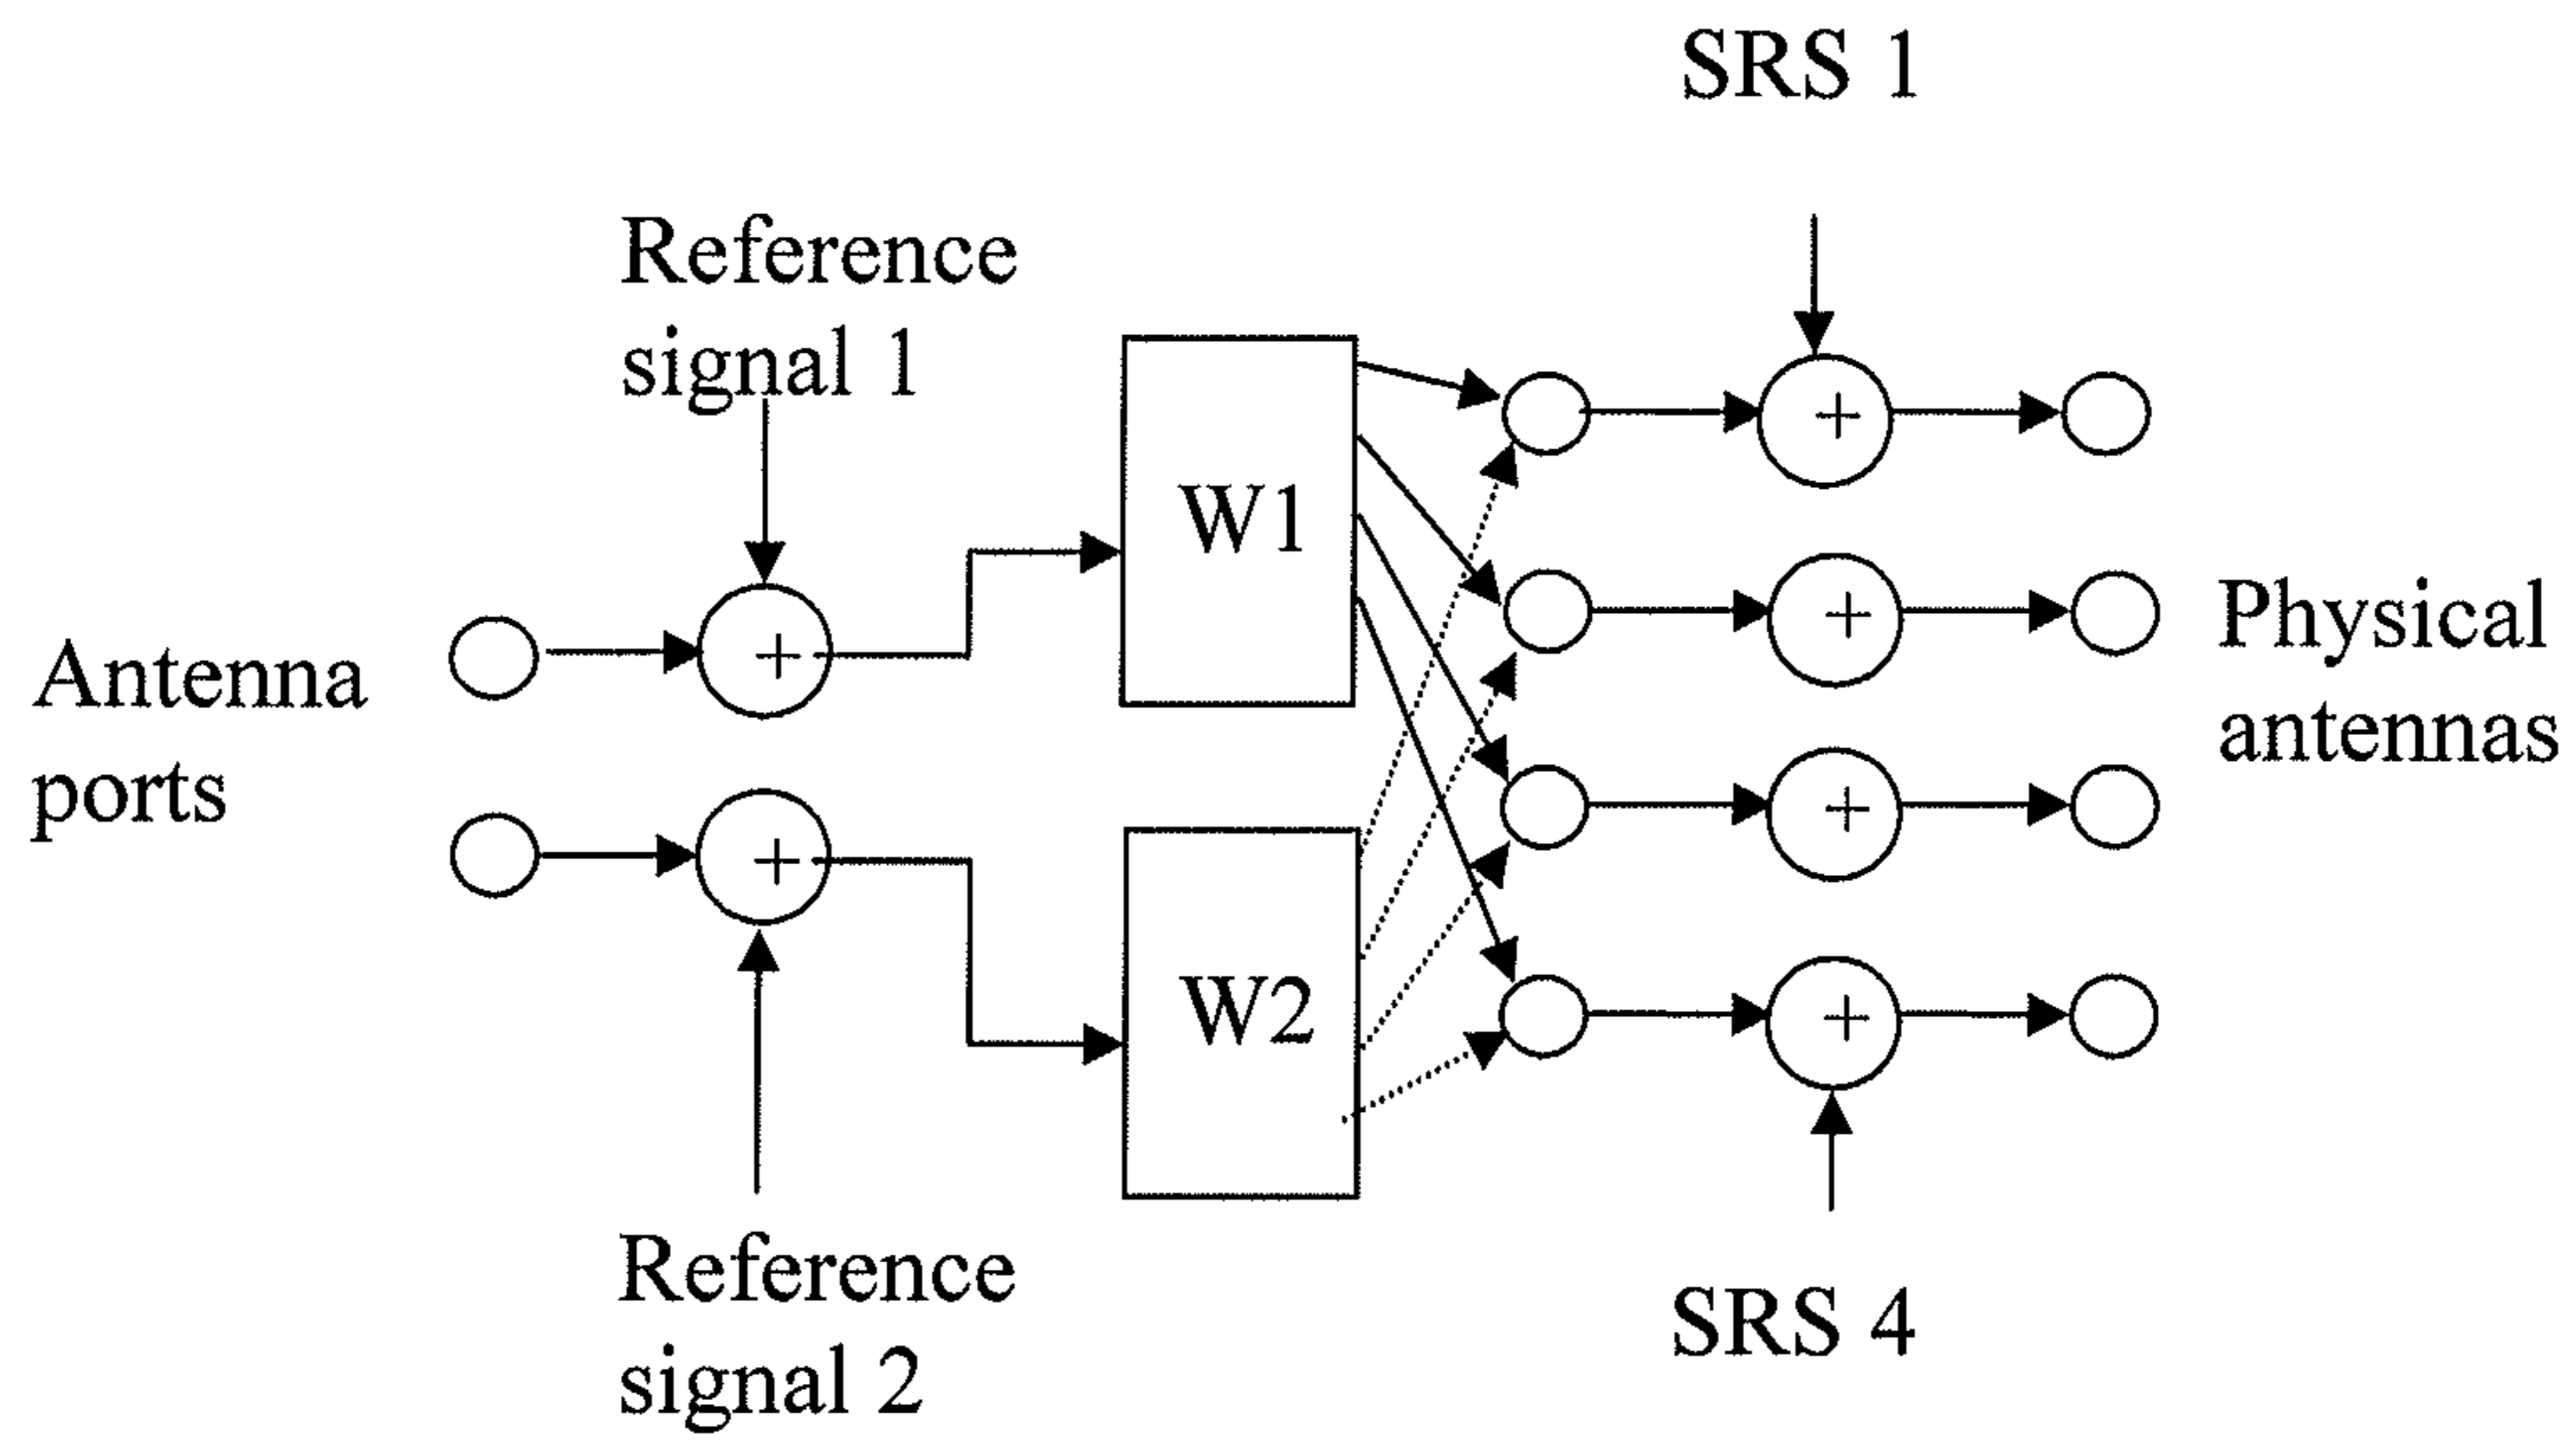 SRS 1
Reference
signal 1
W1
+
+
Physical
antennas
Antenna
ports
+
+
+
W2
+
Reference
signal 2
SRS 4